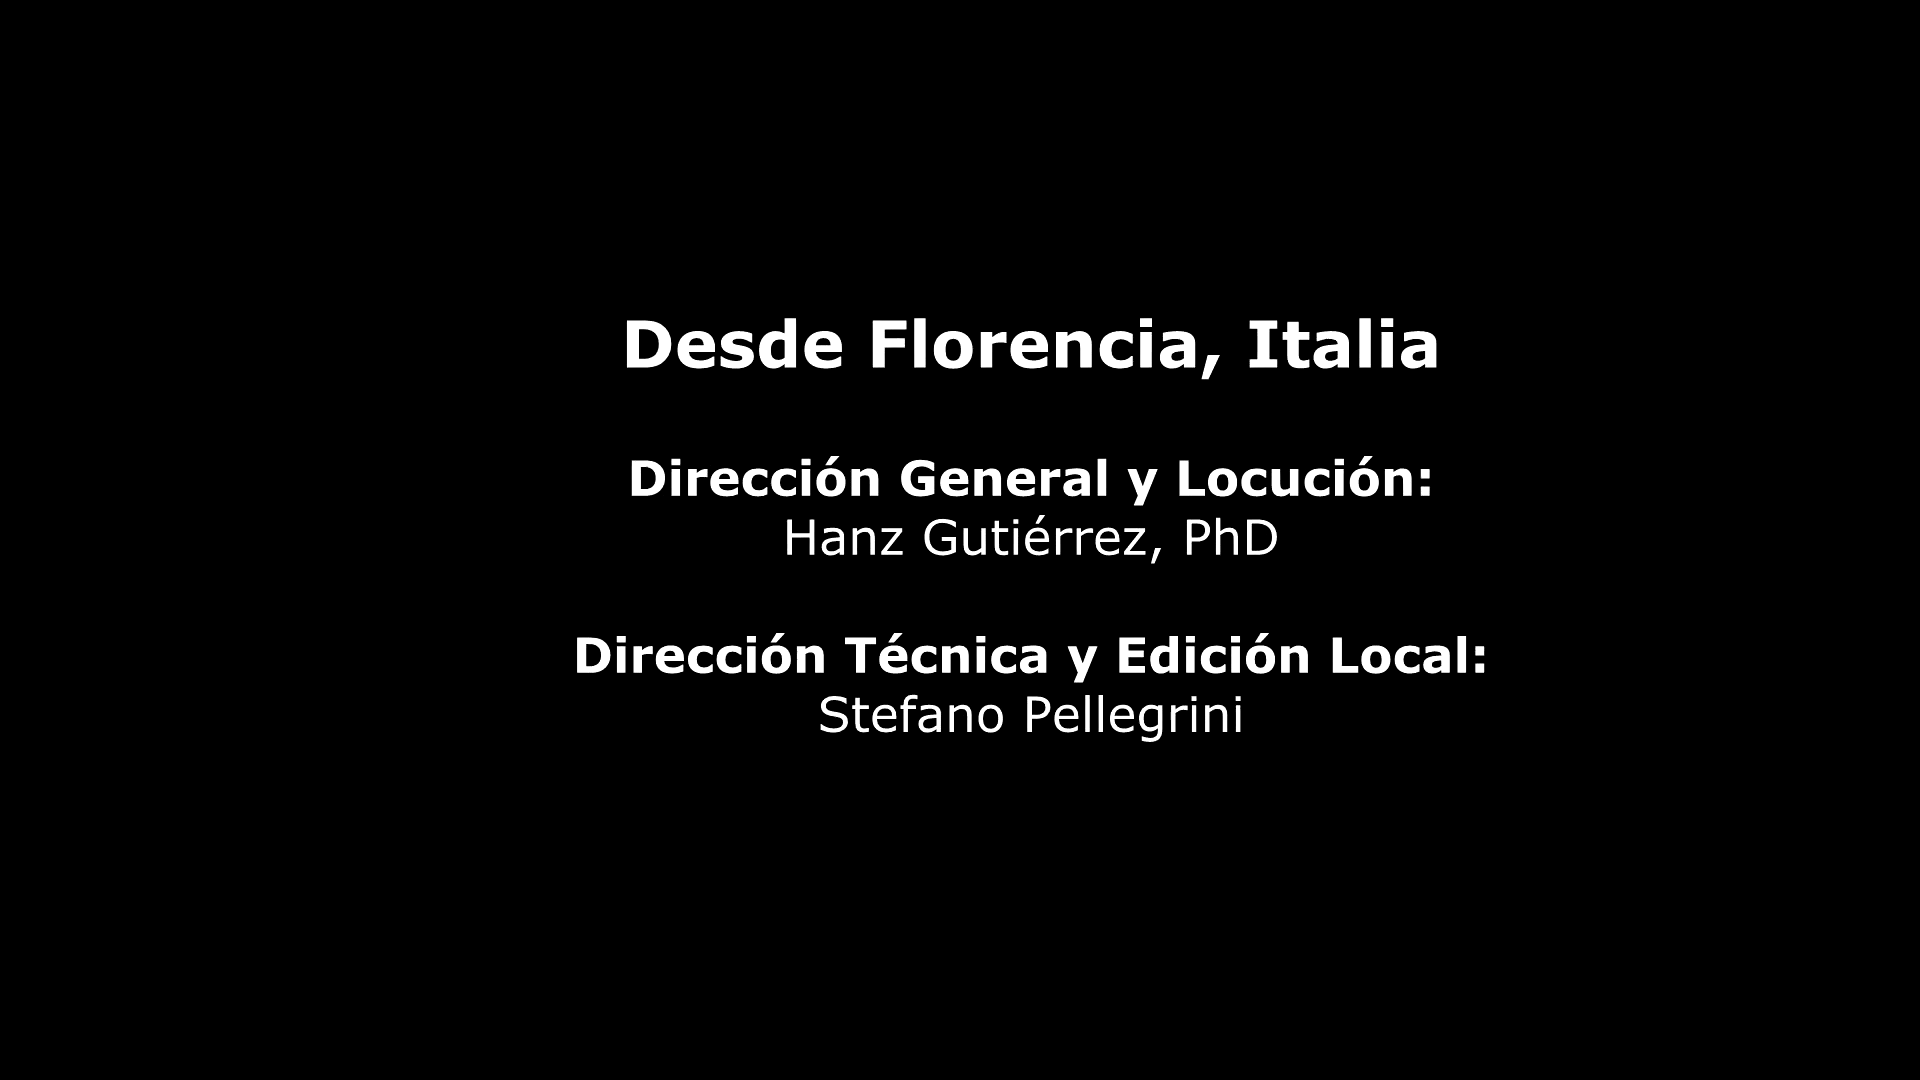 Desde Florencia, Italia
Dirección General y Locución:
Hanz Gutiérrez, PhD
Dirección Técnica y Edición Local:
Stefano Pellegrini